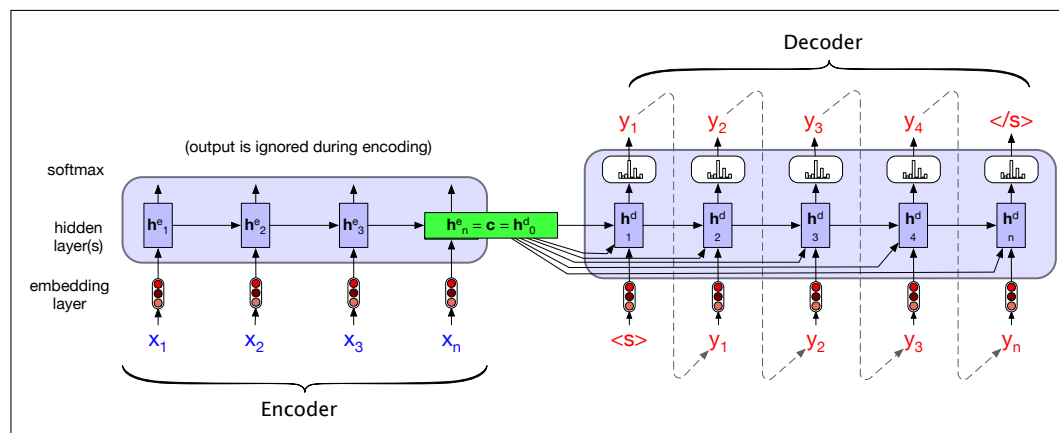 Decoder
y1 y2 y3 y4 </s>
(output is ignored during encoding)
softmax
hidden layer(s)
he1 he2 he3 hen = c = hd0 hd1 hd2 hd3 hd4 hdn
embedding layer
x1 x2 x3 xn <s> y1 y2 y3 yn
Encoder